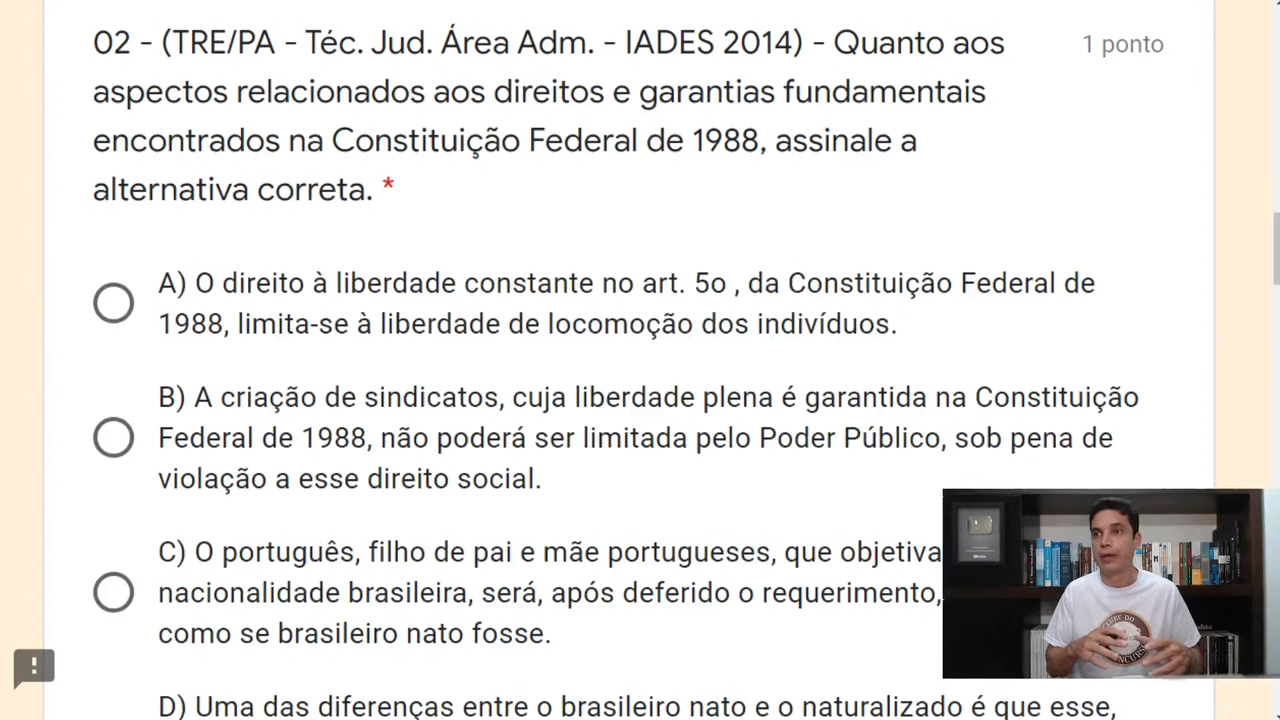 02 - (TRE/PA - Téc. Jud. Área Adm. - IADES 2014) - Quanto aos
1 ponto
aspectos relacionados aos direitos e garantias fundamentais
encontrados na Constituição Federal de 1988, assinale a
alternativa correta. *
A) O direito à liberdade constante no art. 5o , da Constituição Federal de
1988, limita-se à liberdade de locomoção dos indivíduos.
B) A criação de sindicatos, cuja liberdade plena é garantida na Constituição
Federal de 1988, não poderá ser limitada pelo Poder Público, sob pena de
violação a esse direito social.
C) O português, filho de pai e mãe portugueses, que objetiva
nacionalidade brasileira, será, após deferido o requerimento,
como se brasileiro nato fosse.
D) Uma das diferenças entre o brasileiro nato e o naturalizado é que esse,
CLUBE DO